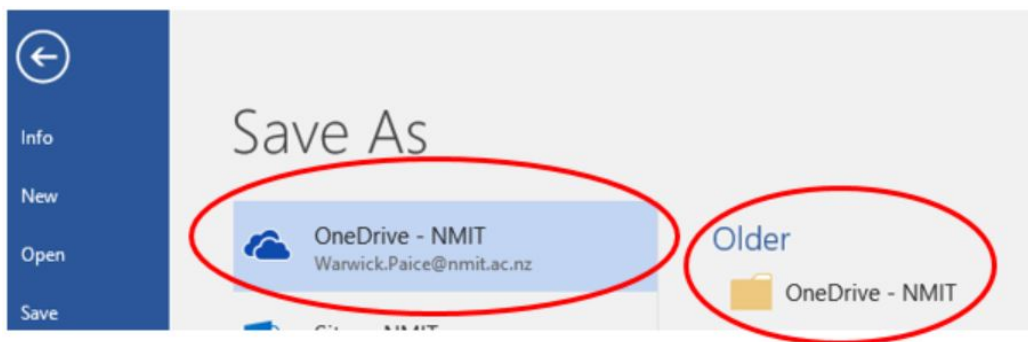 Info
New
Open
Save
Save As
OneDrive - NMIT
Warwick.Paice@nmit.ac.nz
Older
OneDrive - NMIT